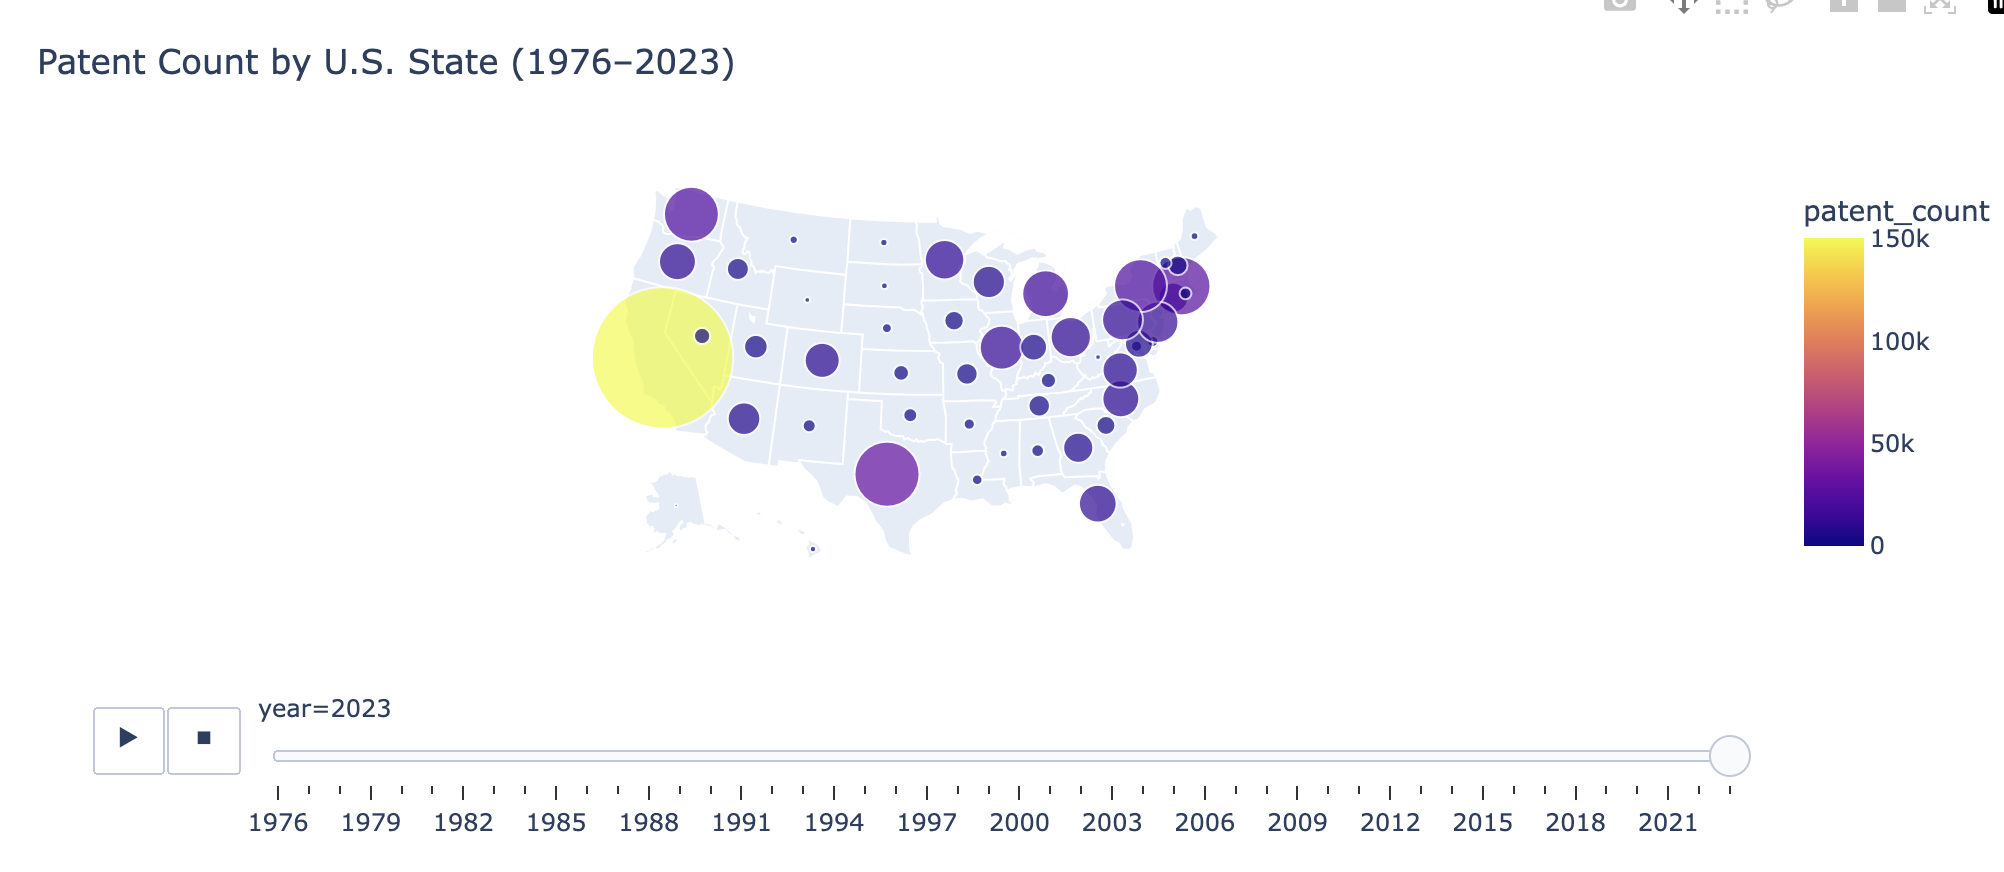 Patent Count by U.S. State (1976–2023)
patent_count
150k
100k
50k
0
year=2023
1976 1979 1982 1985 1988 1991 1994 1997 2000 2003 2006 2009 2012 2015 2018 2021